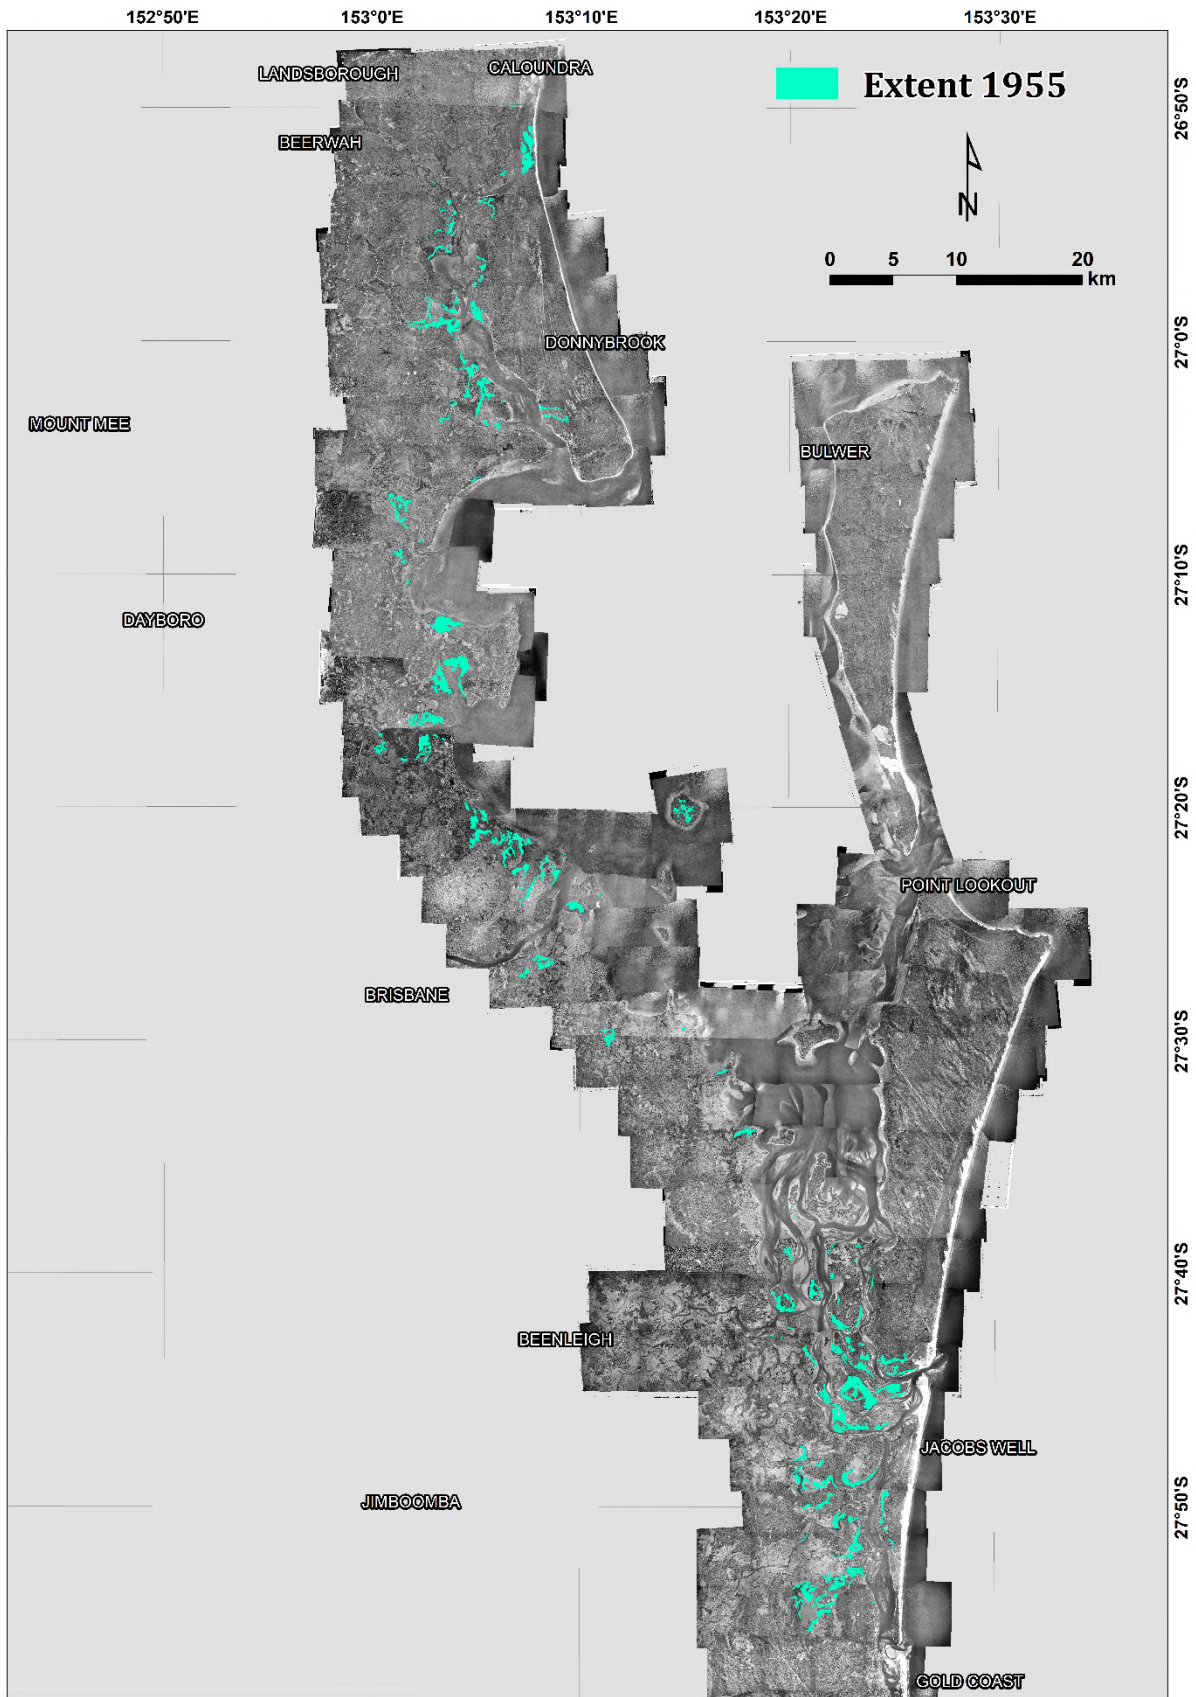 152°50'E 153°0'E 153°10'E 153°20'E 153°30'E
LANDSBOROUGH
CALOUNDRA
Extent 1955
26°50'S
BEERWAH
N
0 5 10 20
km
DONNYBROOK
27°0'S
MOUNT MEE
BULWER
27°10'S
DAYBORO
27°20'S
POINT LOOKOUT
BRISBANE
27°30'S
27°40'S
BEENLEIGH
JACOBS WELL
JIMBOOMBA
27°50'S
GOLD COAST